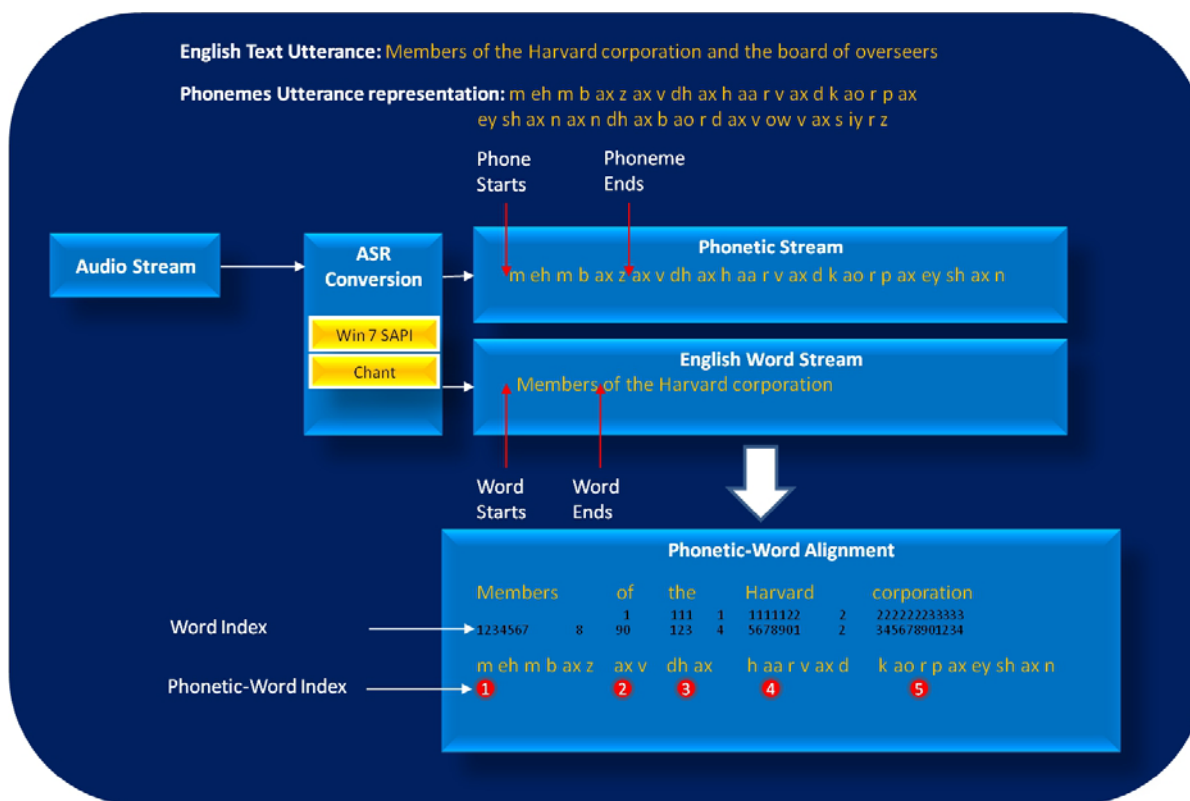 English Text Utterance: Members of the Harvard corporation and the board of overseers
Phonemes Utterance representation: m eh m b ax z ax v dh ax h aa r v ax d k ao r p ax
ey sh ax n ax n dh ax b ao r d ax v ow v ax s iy r z
Phone
Starts
Phoneme
Ends
Audio Stream
ASR
Conversion
Win 7 SAPI
Chant
Phonetic Stream
m eh m b ax z ax v dh ax h aa r v ax d k ao r p ax ey sh ax n
English Word Stream
Members of the Harvard corporation
Word
Starts
Word
Ends
Phonetic-Word Alignment
Members of the Harvard corporation
1 111 1 1111122 2 222222233333
Word Index
1234567 8 90 123 4 5678901 2 345678901234
m eh m b ax z ax v dh ax h aa r v ax d k ao r p ax ey sh ax n
Phonetic-Word Index
1 2 3 4 5